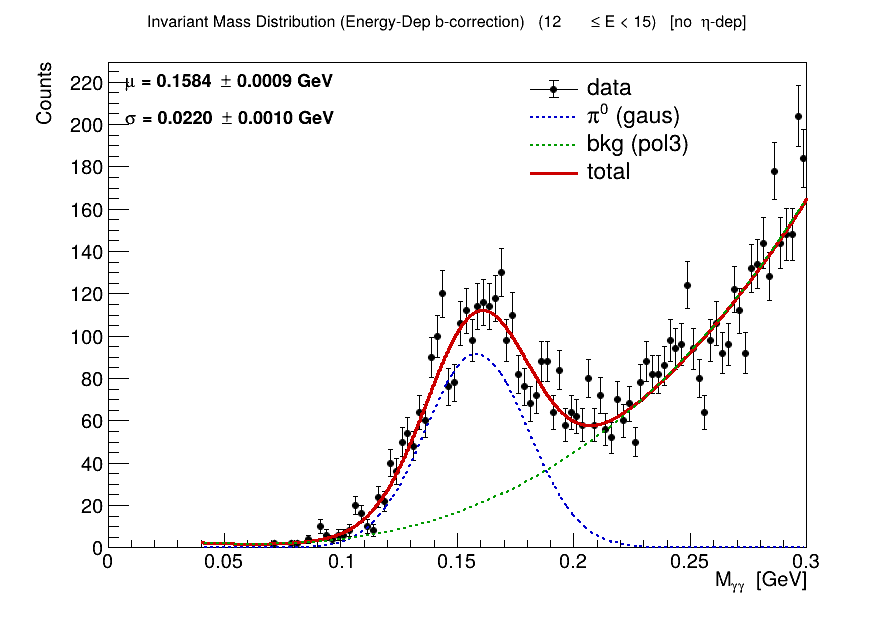 Invariant Mass Distribution (Energy-Dep b-correction) (12 ≤ E < 15) [no η-dep]
μ = 0.1584 ± 0.0009 GeV
σ = 0.0220 ± 0.0010 GeV
data
π⁰ (gaus)
bkg (pol3)
total
Counts
220
200
180
160
140
120
100
80
60
40
20
0
0 0.05 0.1 0.15 0.2 0.25 0.3
Mγγ [GeV]